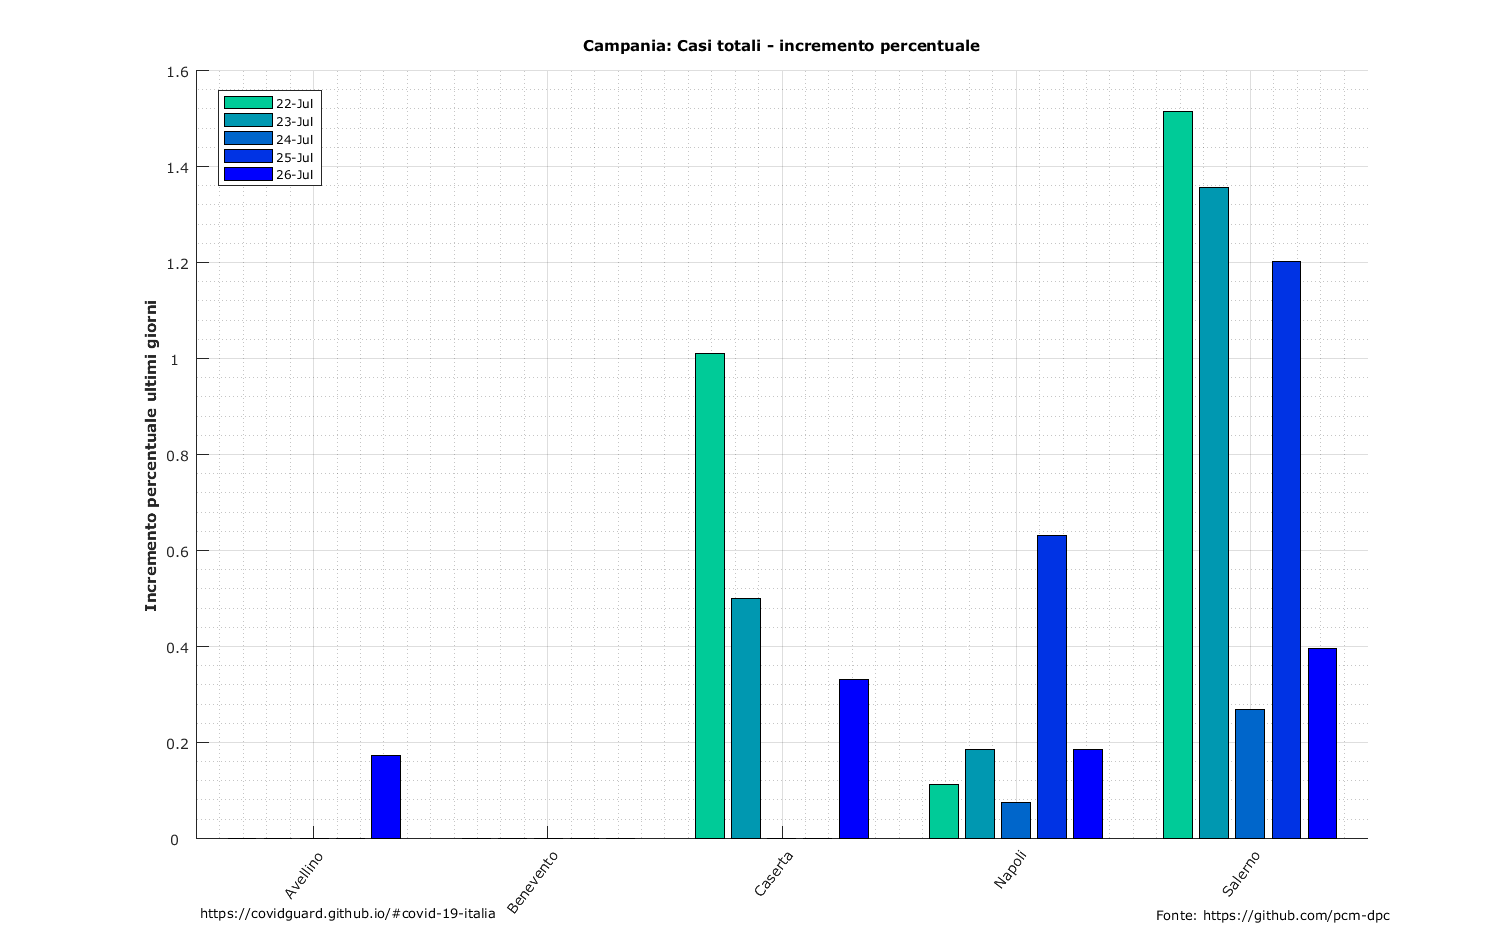 Campania: Casi totali - incremento percentuale
1.6
1.4
1.2
1
0.8
0.6
0.4
0.2
0
Incremento percentuale ultimi giorni
22-Jul
23-Jul
24-Jul
25-Jul
26-Jul
Avellino
Benevento
Caserta
Napoli
Salerno
https://covidguard.github.io/#covid-19-italia
Fonte: https://github.com/pcm-dpc